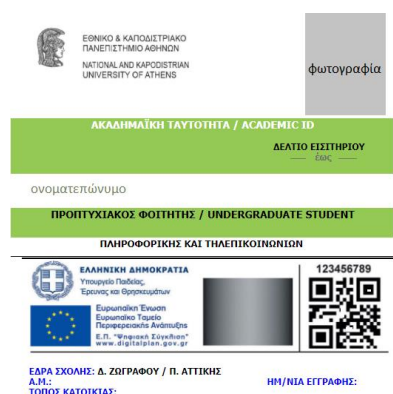 ΕΘΝΙΚΟ & ΚΑΠΟΔΙΣΤΡΙΑΚΟ
ΠΑΝΕΠΙΣΤΗΜΙΟ ΑΘΗΝΩΝ
NATIONAL AND KAPODISTRIAN
UNIVERSITY OF ATHENS
φωτογραφία
ΑΚΑΔΗΜΑΪΚΗ ΤΑΥΤΟΤΗΤΑ / ACADEMIC ID
ΔΕΛΤΙΟ ΕΙΣΙΤΗΡΙΟΥ
έως
ονοματεπώνυμο
ΠΡΟΠΤΥΧΙΑΚΟΣ ΦΟΙΤΗΤΗΣ / UNDERGRADUATE STUDENT
ΠΛΗΡΟΦΟΡΙΚΗΣ ΚΑΙ ΤΗΛΕΠΙΚΟΙΝΩΝΙΩΝ
ΕΛΛΗΝΙΚΗ ΔΗΜΟΚΡΑΤΙΑ
Υπουργείο Παιδείας,
Έρευνας και Θρησκευμάτων
Ευρωπαϊκή Ένωση
Ευρωπαϊκό Ταμείο
Περιφερειακής Ανάπτυξης
Ε.Π. "Ψηφιακή Σύγκλιση"
www.digitalplan.gov.gr
123456789
ΕΔΡΑ ΣΧΟΛΗΣ: Δ. ΖΩΓΡΑΦΟΥ / Π. ΑΤΤΙΚΗΣ
Α.Μ.: ΗΜ/ΝΙΑ ΕΓΓΡΑΦΗΣ:
ΤΟΠΟΣ ΚΑΤΟΙΚΙΑΣ: